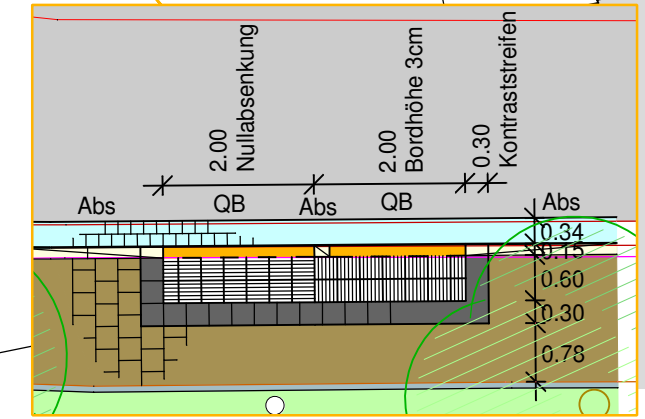 2.00
Nullabsenkung
2.00
Bordhöhe 3cm
0.30
Kontraststreifen
Abs
QB
Abs
QB
Abs
0.34
0.15
0.60
0.30
0.78